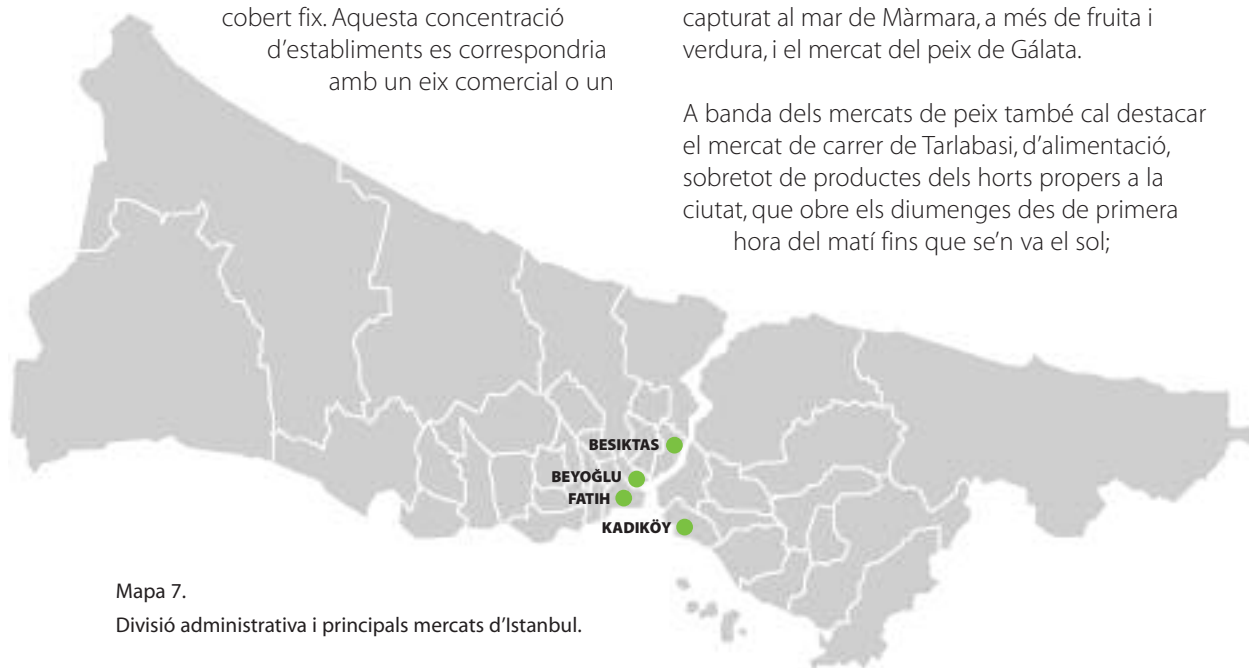 cobert fix. Aquesta concentració
d’establiments es correspondria
amb un eix comercial o un
capturat al mar de Màrmara, a més de fruita i
verdura, i el mercat del peix de Gálata.
A banda dels mercats de peix també cal destacar
el mercat de carrer de Tarlabasi, d’alimentació,
sobretot de productes dels horts propers a la
ciutat, que obre els diumenges des de primera
hora del matí fins que se’n va el sol;
BESIKTAS
BEYOĞLU
FATIH
KADIKÖY
Mapa 7.
Divisió administrativa i principals mercats d’Istanbul.